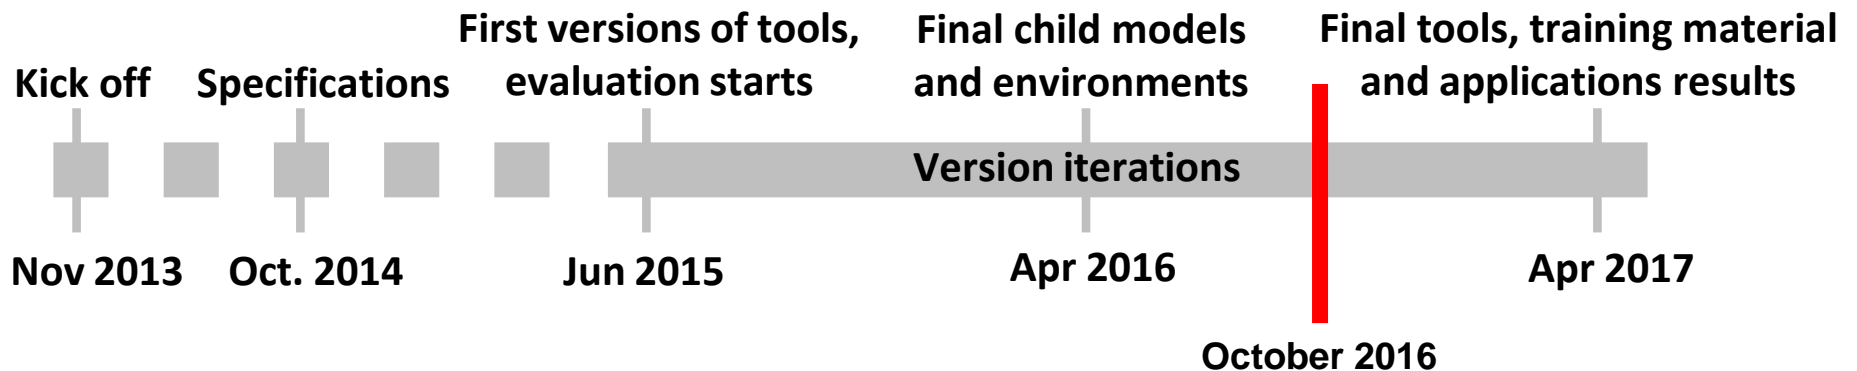 Kick off
Specifications
First versions of tools,
evaluation starts
Final child models
and environments
Final tools, training material
and applications results
Version iterations
Nov 2013
Oct. 2014
Jun 2015
Apr 2016
Apr 2017
October 2016